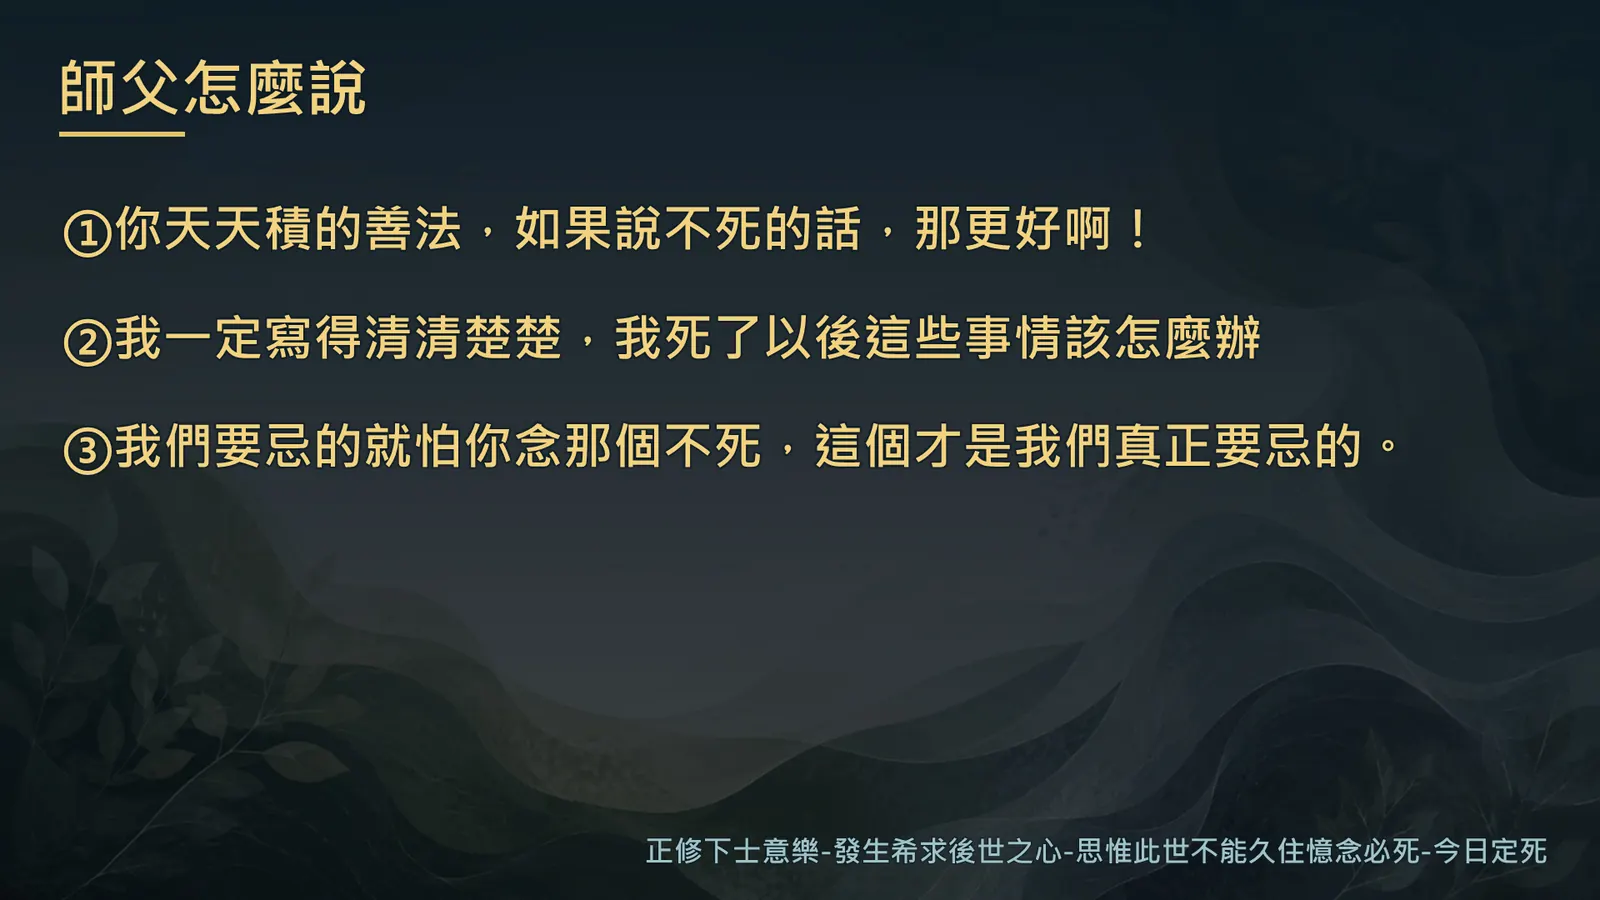 師父怎麼說
①你天天積的善法，如果說不死的話，那更好啊！
②我一定寫得清清楚楚，我死了以後這些事情該怎麼辦
③我們要忌的就怕你念那個不死，這個才是我們真正要忌的。
正修下士意樂-發生希求後世之心-思惟此世不能久住憶念必死-今日定死